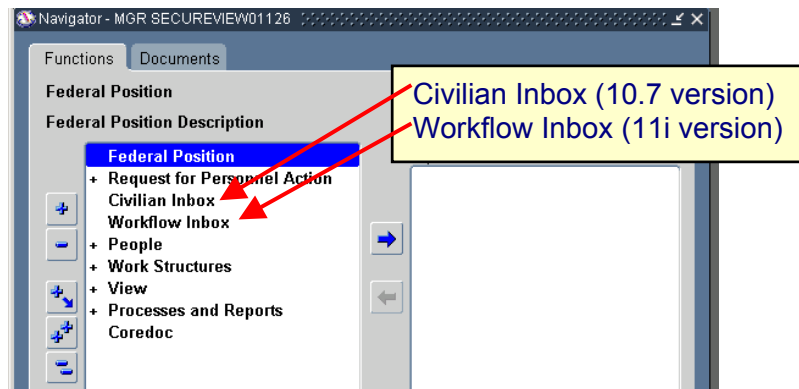 Navigator - MGR SECUREVIEW01126
Functions Documents
Federal Position
Federal Position Description
Civilian Inbox (10.7 version)
Workflow Inbox (11i version)
Federal Position
+ Request for Personnel Action
Civilian Inbox
Workflow Inbox
+ People
+ Work Structures
+ View
+ Processes and Reports
Coredoc